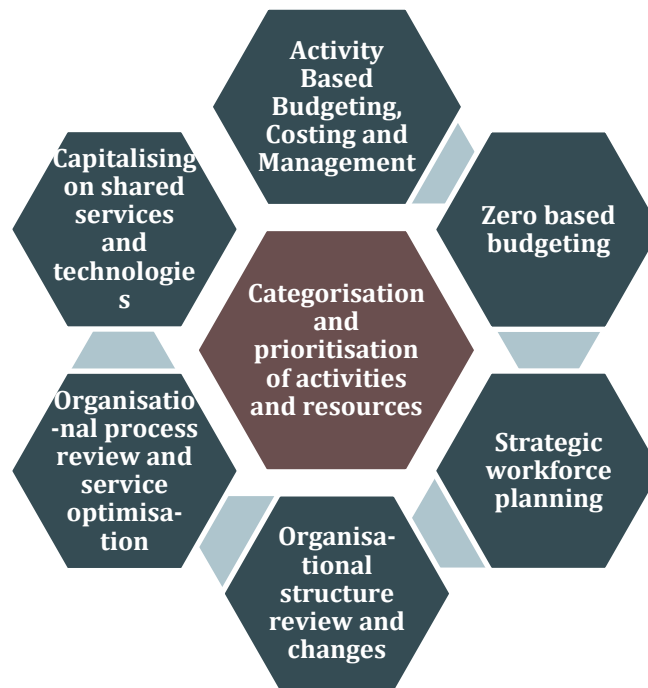 Activity
Based
Budgeting,
Costing and
Management
Zero based
budgeting
Strategic
workforce
planning
Organisa-
tional
structure
review and
changes
Organisatio
-nal process
review and
service
optimisa-
tion
Capitalising
on shared
services
and
technologie
s
Categorisation
and
prioritisation
of activities
and resources